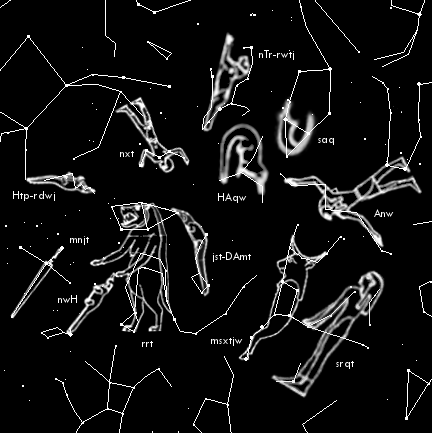 nTr-rwtj
saq
nxt
Htp-rdwj
HAqw
Anw
mnjt
jst-DAmt
nwH
rrt
msxtjw
srqt